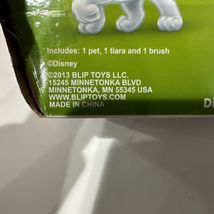 Includes: 1 pet, 1 tiara and 1 brush
©Disney
©2013 BLIP TOYS LLC.
15245 MINNETONKA BLVD
MINNETONKA, MN 55345 USA
WWW.BLIPTOYS.COM
MADE IN CHINA
D